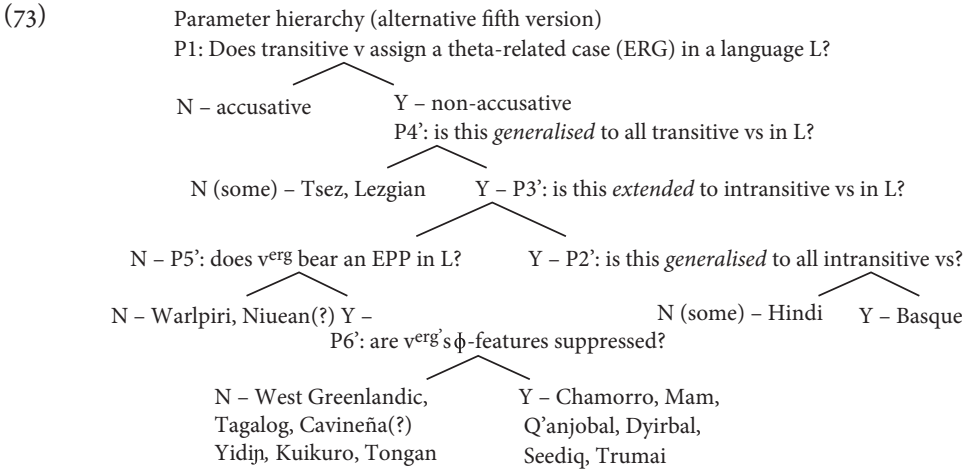 (73) Parameter hierarchy (alternative fifth version)
P1: Does transitive v assign a theta-related case (ERG) in a language L?
N – accusative Y – non-accusative
P4’: is this generalised to all transitive vs in L?
N (some) – Tsez, Lezgian Y – P3’: is this extended to intransitive vs in L?
N – P5’: does vᵉʳᵍ bear an EPP in L? Y – P2’: is this generalised to all intransitive vs?
N – Warlpiri, Niuean(?) Y – N (some) – Hindi Y – Basque
P6’: are vᵉʳᵍ’s ϕ-features suppressed?
N – West Greenlandic, Y – Chamorro, Mam,
Tagalog, Cavineña(?) Q’anjobal, Dyirbal,
Yidiɲ, Kuikuro, Tongan Seediq, Trumai